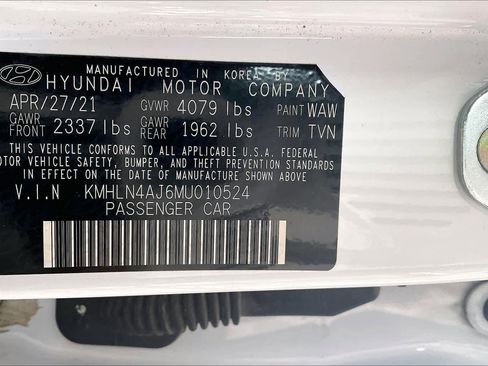 MANUFACTURED IN KOREA BY
HYUNDAI MOTOR COMPANY
APR/27/21 GVWR 4079 lbs PAINT WAW
GAWR FRONT 2337 lbs GAWR REAR 1962 lbs TRIM TVN
THIS VEHICLE CONFORMS TO ALL APPLICABLE U.S.A. FEDERAL
MOTOR VEHICLE SAFETY, BUMPER, AND THEFT PREVENTION STANDARDS
IN EFFECT ON THE DATE OF MANUFACTURE SHOWN ABOVE.
V.I.N KMHLN4AJ6MU010524
PASSENGER CAR